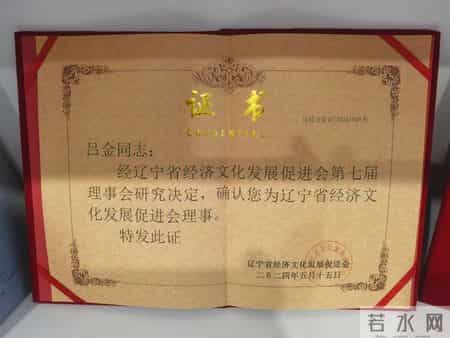 证书
吕金同志：
经辽宁省经济文化发展促进会第七届
理事会研究决定，确认您为辽宁省经济文
化发展促进会理事。
特发此证
辽宁省经济文化发展促进会
二〇二四年五月十五日
若水网